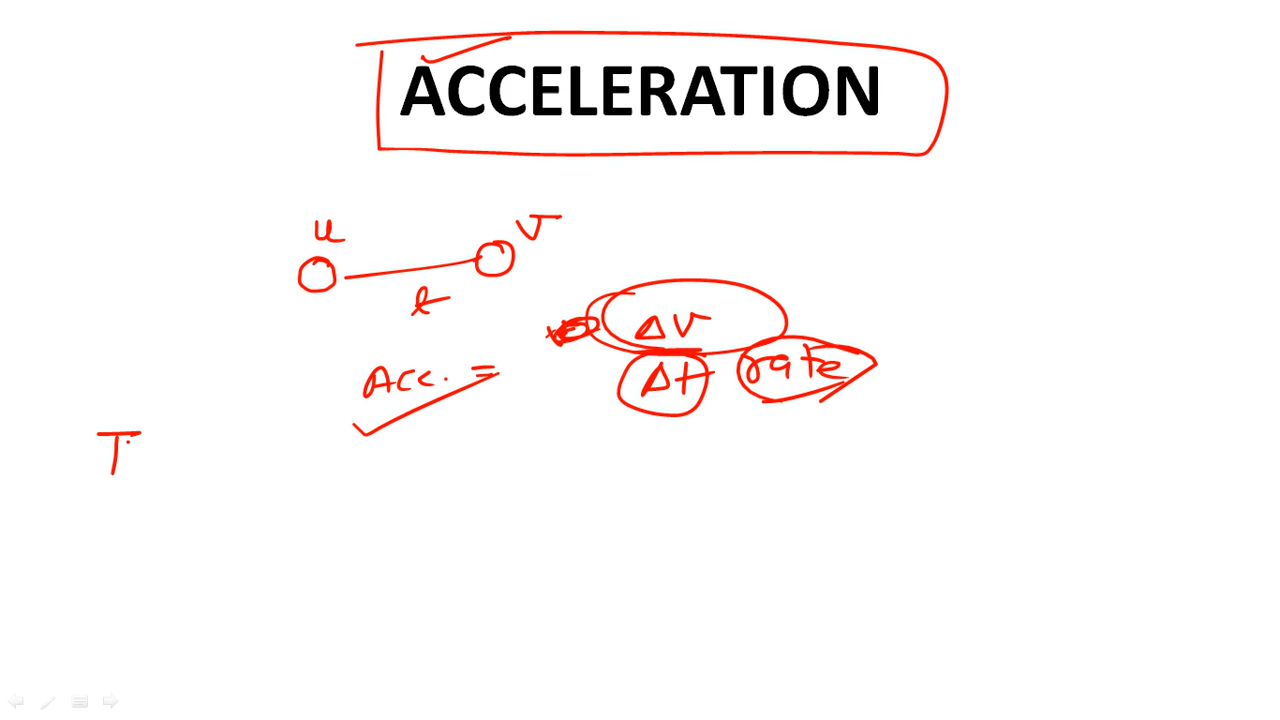 ACCELERATION
u
v
t
Δv
Acc. =
Δt
rate
T